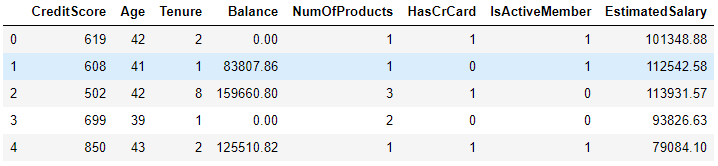 CreditScore Age Tenure Balance NumOfProducts HasCrCard IsActiveMember EstimatedSalary
0 619 42 2 0.00 1 1 1 101348.88
1 608 41 1 83807.86 1 0 1 112542.58
2 502 42 8 159660.80 3 1 0 113931.57
3 699 39 1 0.00 2 0 0 93826.63
4 850 43 2 125510.82 1 1 1 79084.10